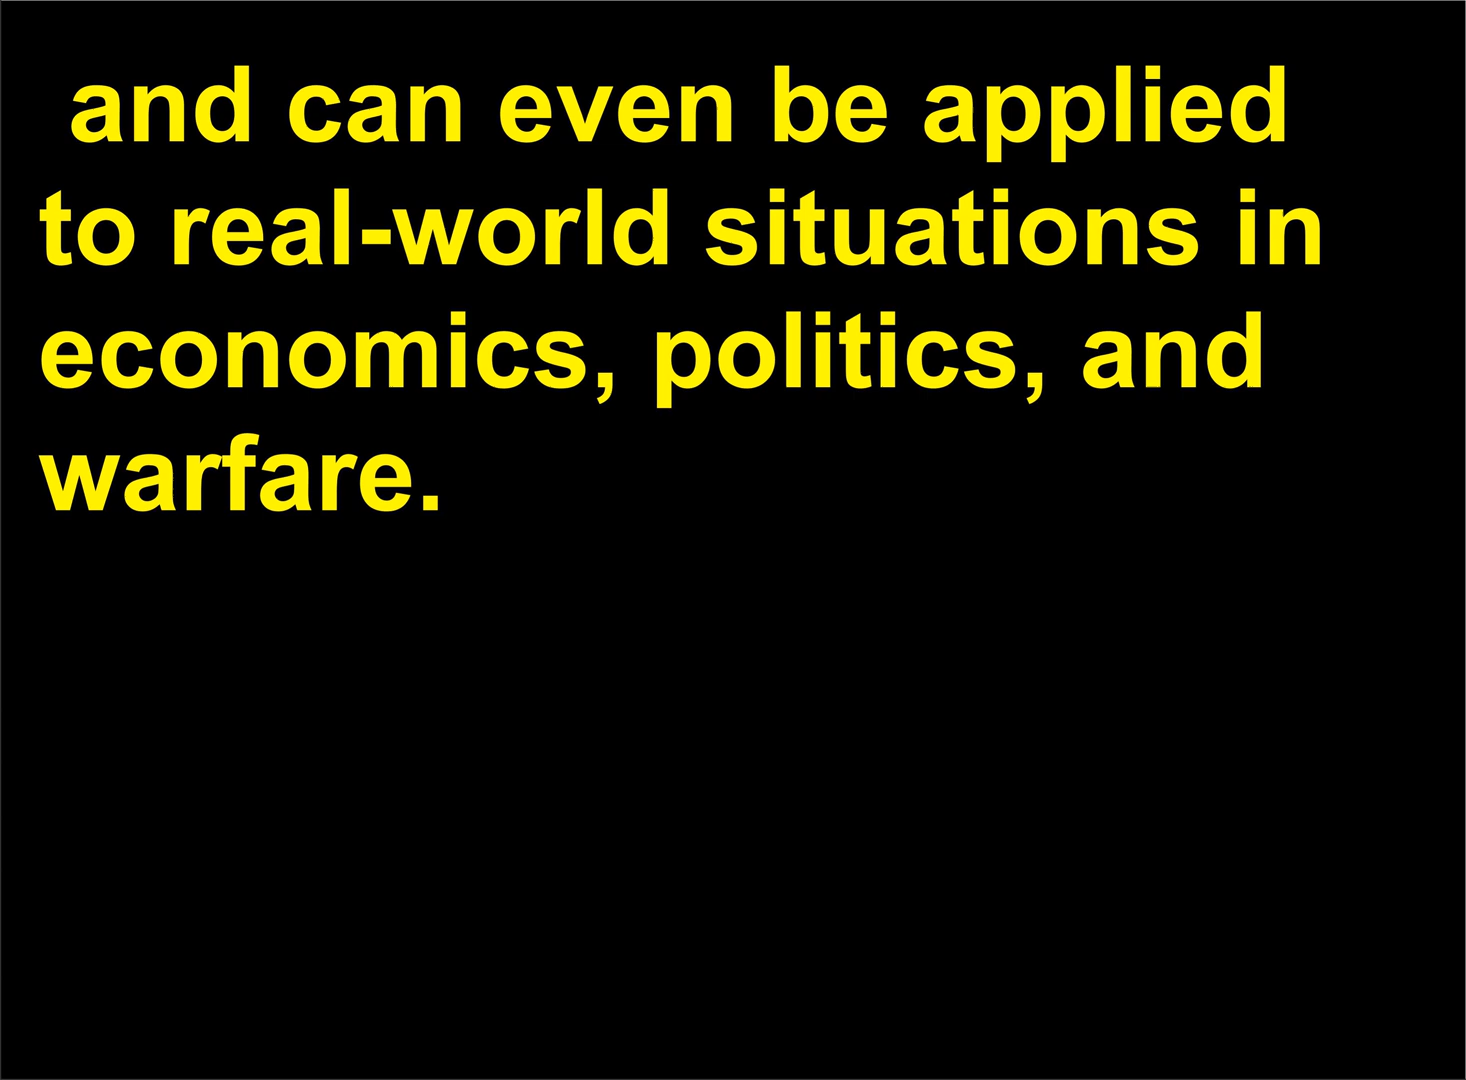 and can even be applied
to real-world situations in
economics, politics, and
warfare.